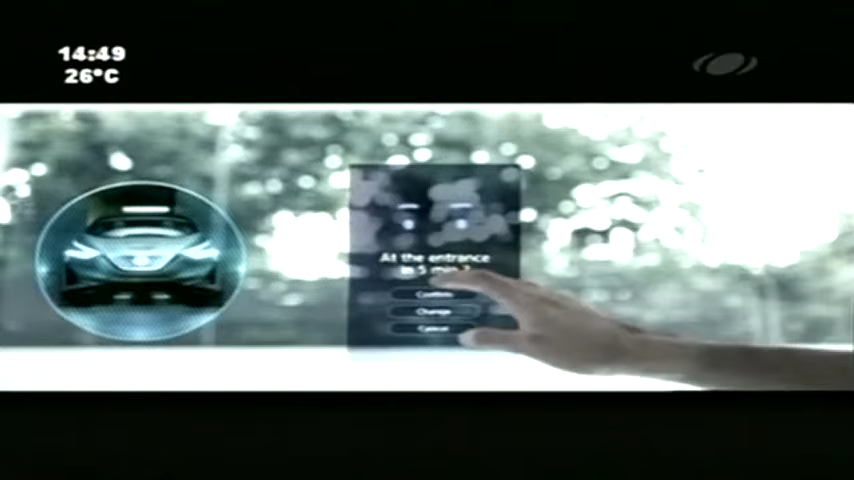 14:49
26°C
At the entrance
in 5 min ?
Confirm
Change
Cancel